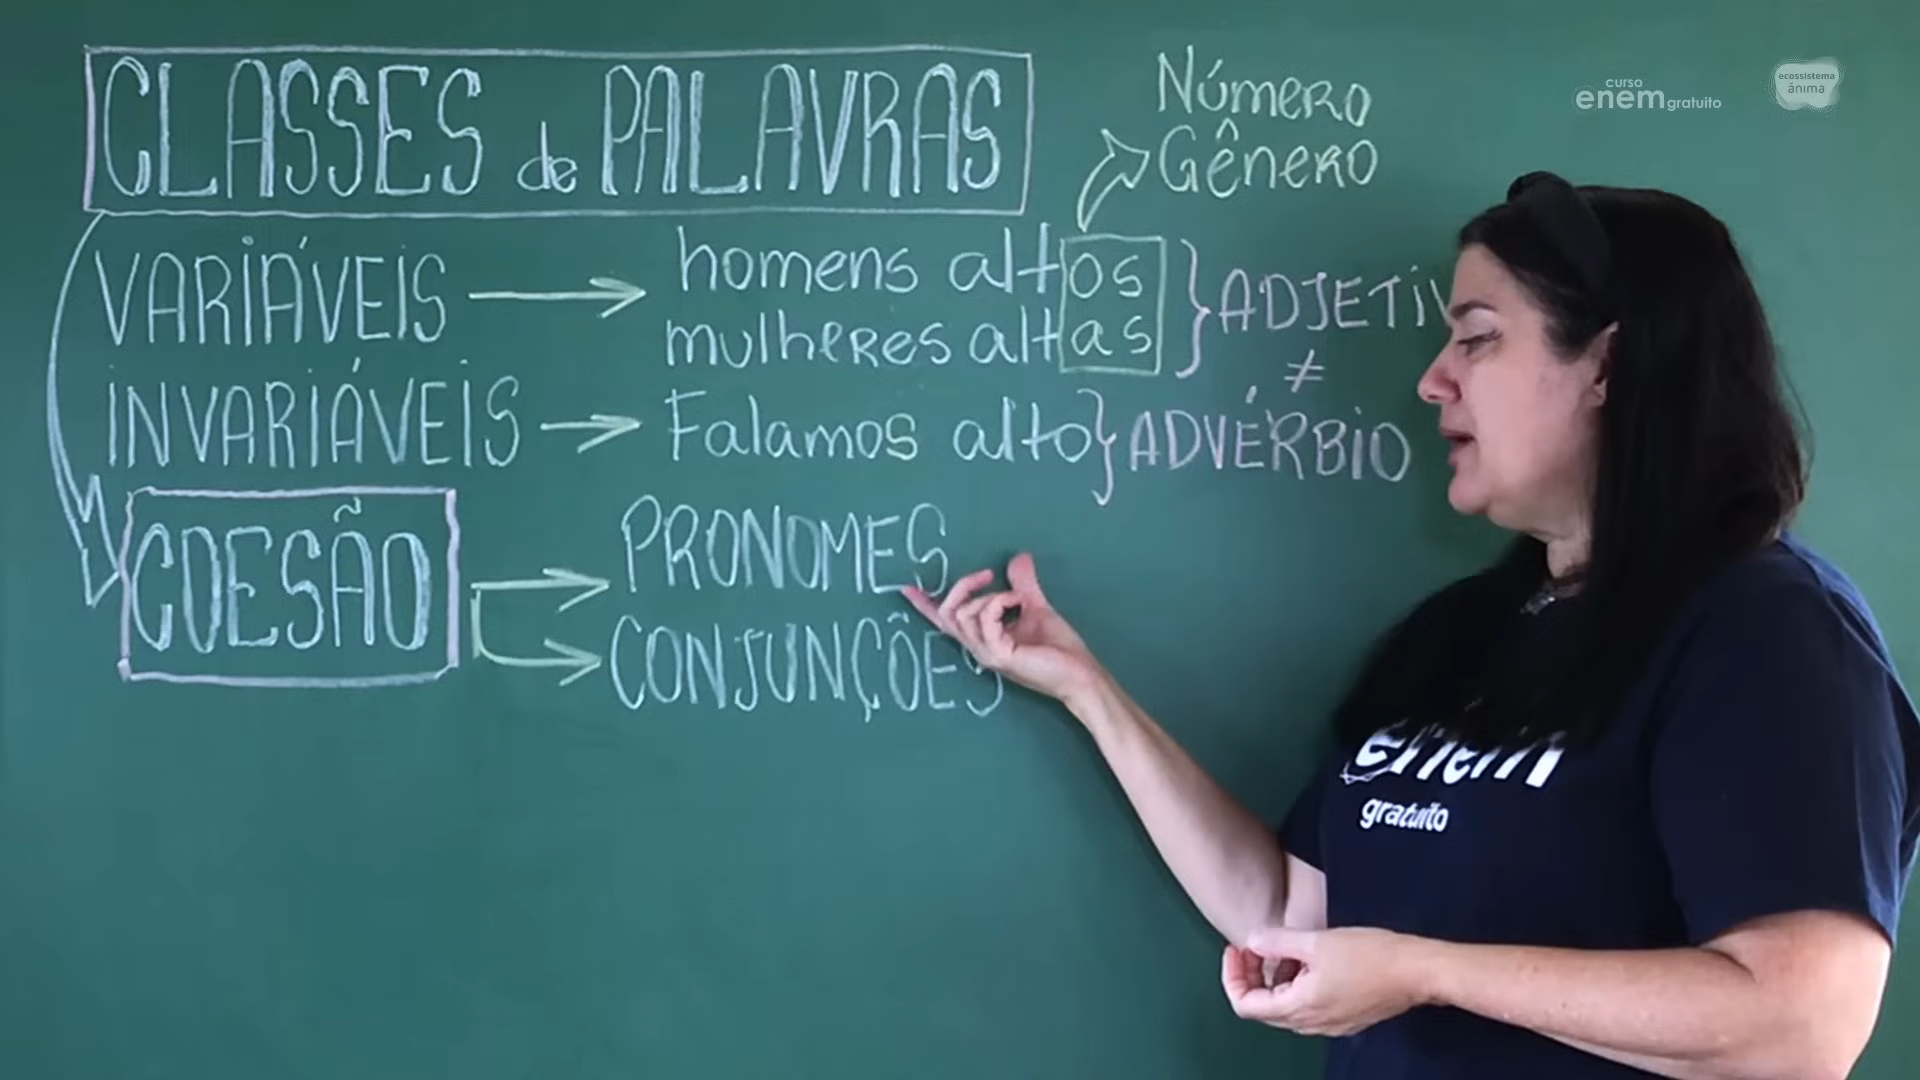 CLASSES de PALAVRAS
Número
Gênero
curso
enem gratuito
ecossistema
ânima
VARIÁVEIS
homens altos
mulheres altas
≠
INVARIÁVEIS
Falamos alto
ADVÉRBIO
COESÃO
PRONOMES
CONJUNÇÕES
enem
gratuito